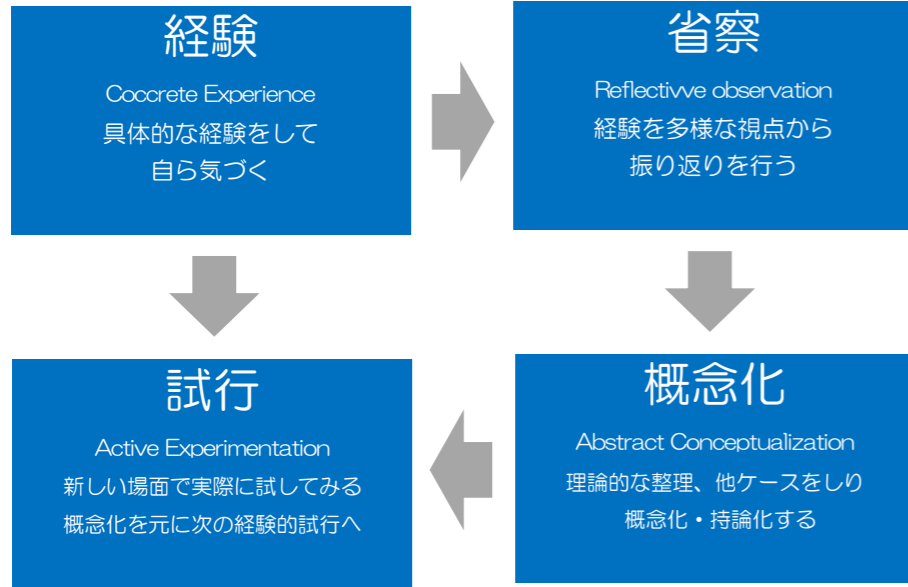 経験
Coccrete Experience
具体的な経験をして
自ら気づく
省察
Reflectivve observation
経験を多様な視点から
振り返りを行う
試行
Active Experimentation
新しい場面で実際に試してみる
概念化を元に次の経験的試行へ
概念化
Abstract Conceptualization
理論的な整理、他ケースをしり
概念化・持論化する